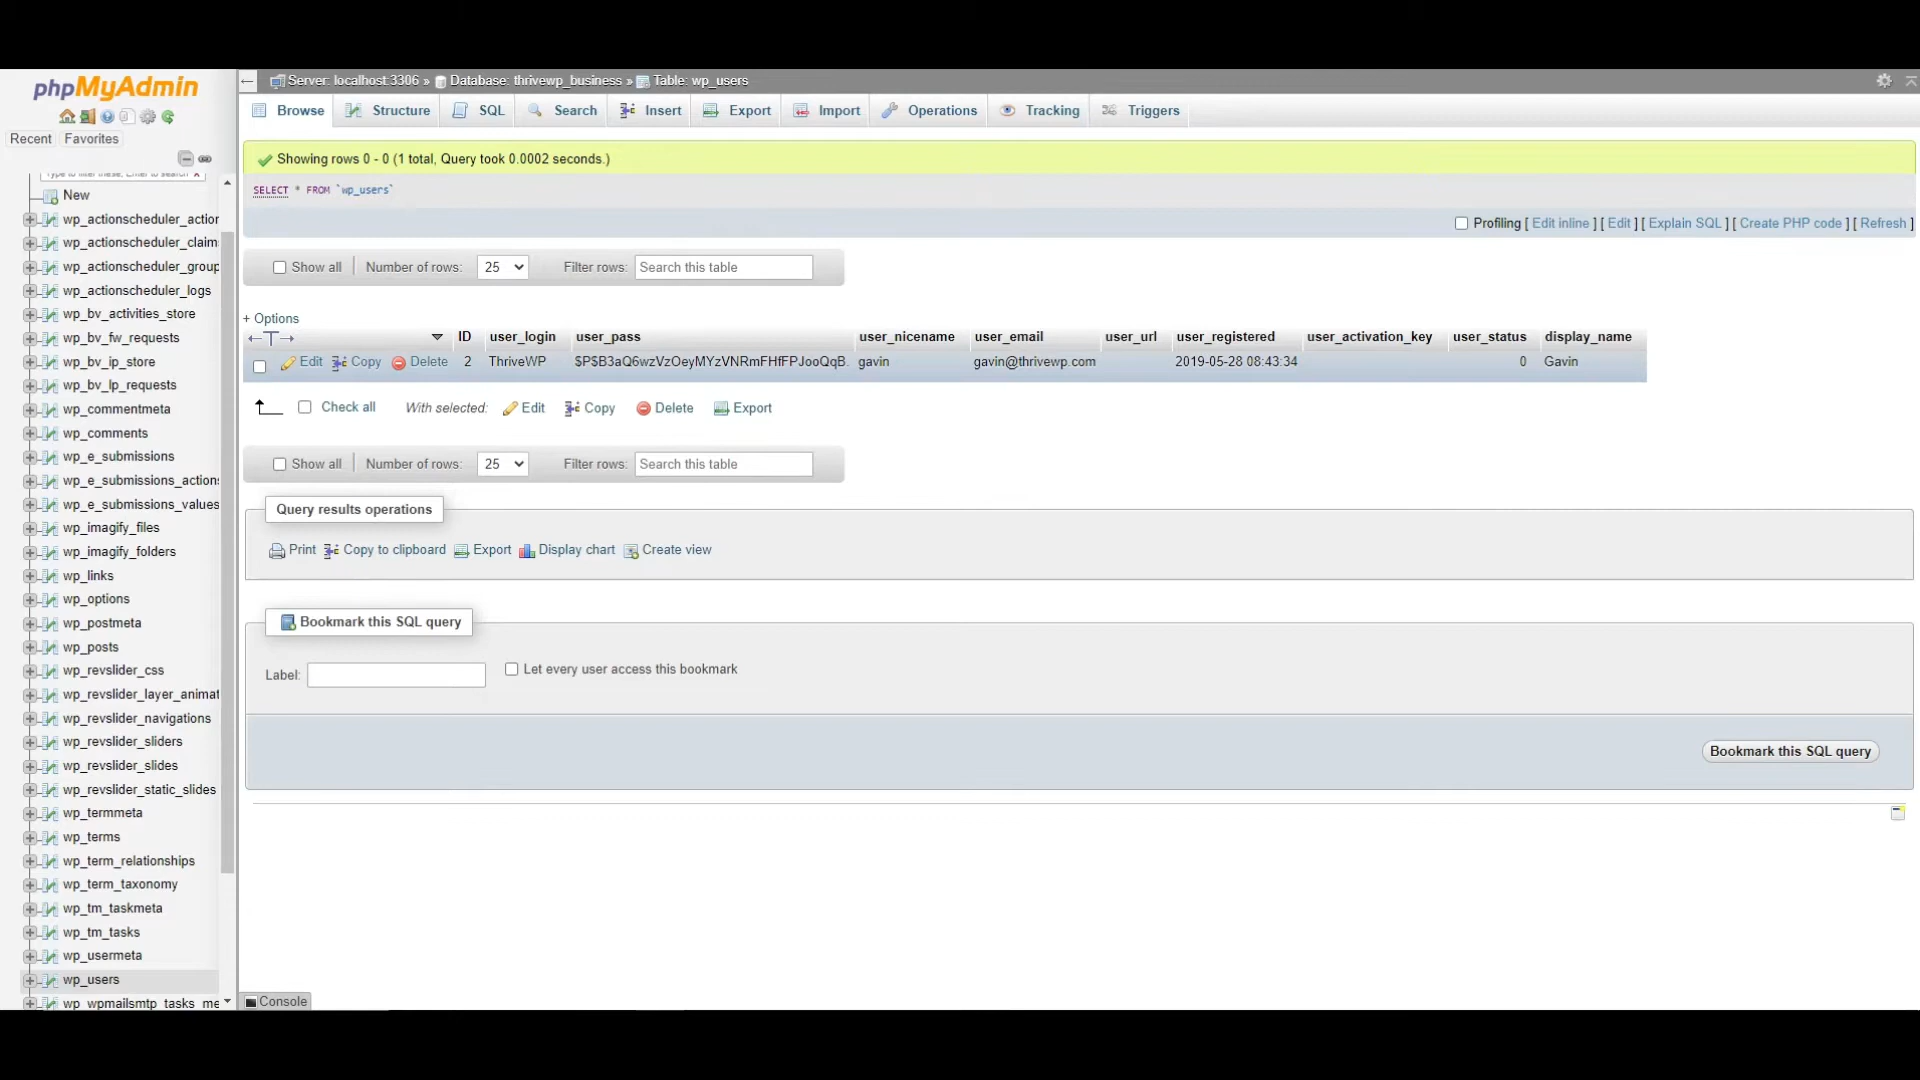 phpMyAdmin
Recent Favorites
New
wp_actionscheduler_action
wp_actionscheduler_claim
wp_actionscheduler_group
wp_actionscheduler_logs
wp_bv_activities_store
wp_bv_fw_requests
wp_bv_ip_store
wp_bv_lp_requests
wp_commentmeta
wp_comments
wp_e_submissions
wp_e_submissions_actions
wp_e_submissions_values
wp_imagify_files
wp_imagify_folders
wp_links
wp_options
wp_postmeta
wp_posts
wp_revslider_css
wp_revslider_layer_animat
wp_revslider_navigations
wp_revslider_sliders
wp_revslider_slides
wp_revslider_static_slides
wp_termmeta
wp_terms
wp_term_relationships
wp_term_taxonomy
wp_tm_taskmeta
wp_tm_tasks
wp_usermeta
wp_users
wp_wpmailsmtp_tasks_me
Server: localhost:3306 » Database: thrivewp_business » Table: wp_users
Browse Structure SQL Search Insert Export Import Operations Tracking Triggers
Showing rows 0 - 0 (1 total, Query took 0.0002 seconds.)
SELECT * FROM `wp_users`
Profiling [ Edit inline ] [ Edit ] [ Explain SQL ] [ Create PHP code ] [ Refresh ]
Show all Number of rows: 25 Filter rows: Search this table
+ Options
ID user_login user_pass user_nicename user_email user_url user_registered user_activation_key user_status display_name
Edit Copy Delete 2 ThriveWP $P$B3aQ6wzVzOeyMYzVNRmFHfFPJooQqB. gavin gavin@thrivewp.com 2019-05-28 08:43:34 0 Gavin
Check all With selected: Edit Copy Delete Export
Show all Number of rows: 25 Filter rows: Search this table
Query results operations
Print Copy to clipboard Export Display chart Create view
Bookmark this SQL query
Label: Let every user access this bookmark
Bookmark this SQL query
Console